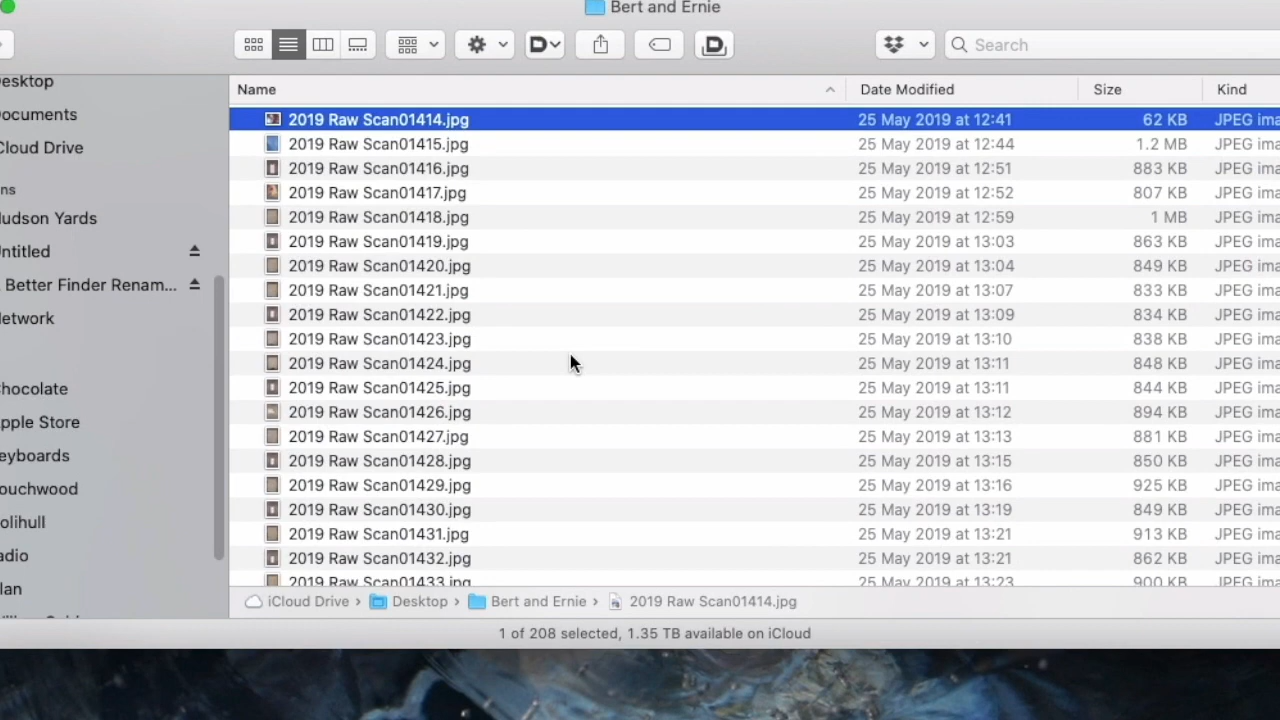 Bert and Ernie
Search
esktop
ocuments
Cloud Drive
ns
udson Yards
ntitled
Better Finder Renam...
etwork
hocolate
pple Store
eyboards
ouchwood
olihull
adio
lan
Name Date Modified Size Kind
2019 Raw Scan01414.jpg 25 May 2019 at 12:41 62 KB JPEG ima
2019 Raw Scan01415.jpg 25 May 2019 at 12:44 1.2 MB JPEG ima
2019 Raw Scan01416.jpg 25 May 2019 at 12:51 883 KB JPEG ima
2019 Raw Scan01417.jpg 25 May 2019 at 12:52 807 KB JPEG ima
2019 Raw Scan01418.jpg 25 May 2019 at 12:59 1 MB JPEG ima
2019 Raw Scan01419.jpg 25 May 2019 at 13:03 863 KB JPEG ima
2019 Raw Scan01420.jpg 25 May 2019 at 13:04 849 KB JPEG ima
2019 Raw Scan01421.jpg 25 May 2019 at 13:07 833 KB JPEG ima
2019 Raw Scan01422.jpg 25 May 2019 at 13:09 834 KB JPEG ima
2019 Raw Scan01423.jpg 25 May 2019 at 13:10 838 KB JPEG ima
2019 Raw Scan01424.jpg 25 May 2019 at 13:11 848 KB JPEG ima
2019 Raw Scan01425.jpg 25 May 2019 at 13:11 844 KB JPEG ima
2019 Raw Scan01426.jpg 25 May 2019 at 13:12 894 KB JPEG ima
2019 Raw Scan01427.jpg 25 May 2019 at 13:13 881 KB JPEG ima
2019 Raw Scan01428.jpg 25 May 2019 at 13:15 850 KB JPEG ima
2019 Raw Scan01429.jpg 25 May 2019 at 13:16 925 KB JPEG ima
2019 Raw Scan01430.jpg 25 May 2019 at 13:19 849 KB JPEG ima
2019 Raw Scan01431.jpg 25 May 2019 at 13:21 913 KB JPEG ima
2019 Raw Scan01432.jpg 25 May 2019 at 13:21 862 KB JPEG ima
2019 Raw Scan01433.jpg 25 May 2019 at 13:23 900 KB JPEG ima
iCloud Drive › Desktop › Bert and Ernie › 2019 Raw Scan01414.jpg
1 of 208 selected, 1.35 TB available on iCloud